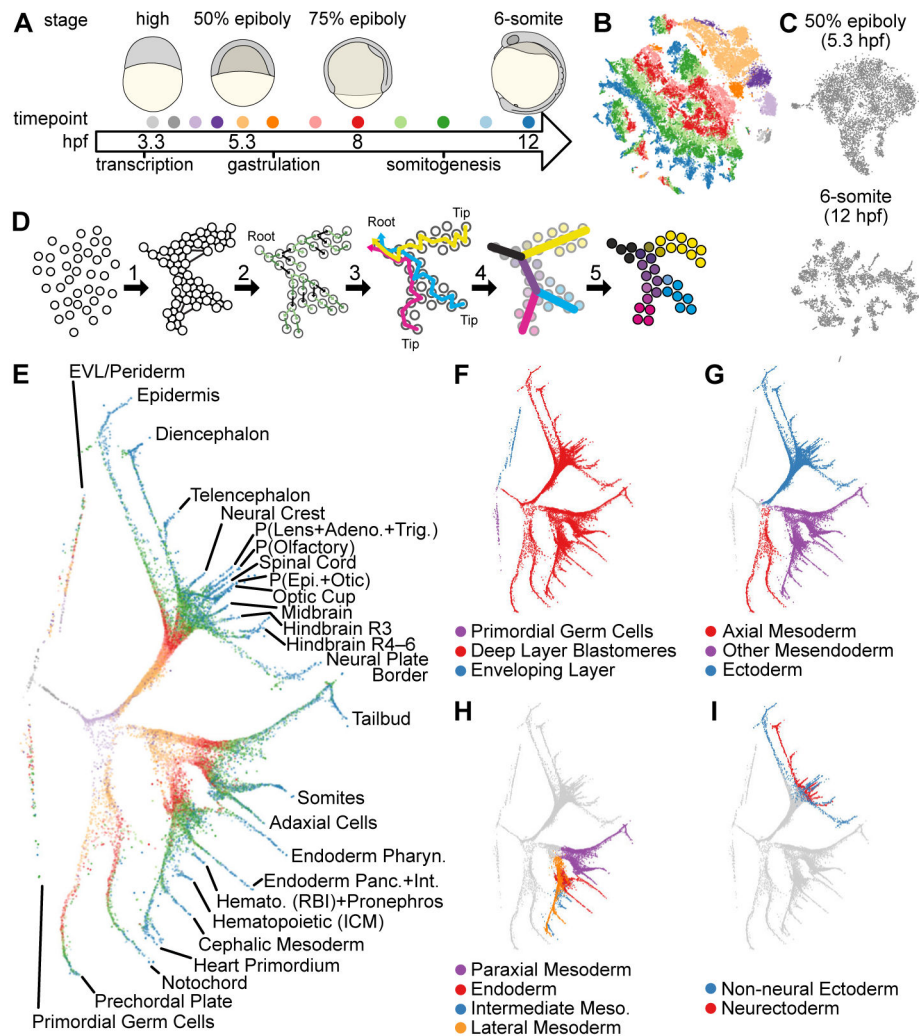 A
stage
high
50% epiboly
75% epiboly
6-somite
timepoint
hpf
3.3
5.3
8
12
transcription
gastrulation
somitogenesis
B
C
50% epiboly
(5.3 hpf)
6-somite
(12 hpf)
D
1
2
Root
3
Root
Tip
Tip
Tip
4
5
E
EVL/Periderm
Epidermis
Diencephalon
Telencephalon
Neural Crest
P(Lens+Adeno.+Trig.)
P(Olfactory)
Spinal Cord
P(Epi.+Otic)
Optic Cup
Midbrain
Hindbrain R3
Hindbrain R4–6
Neural Plate
Border
Tailbud
Somites
Adaxial Cells
Endoderm Pharyn.
Endoderm Panc.+Int.
Hemato. (RBI)+Pronephros
Hematopoietic (ICM)
Cephalic Mesoderm
Heart Primordium
Notochord
Prechordal Plate
Primordial Germ Cells
F
Primordial Germ Cells
Deep Layer Blastomeres
Enveloping Layer
G
Axial Mesoderm
Other Mesendoderm
Ectoderm
H
Paraxial Mesoderm
Endoderm
Intermediate Meso.
Lateral Mesoderm
I
Non-neural Ectoderm
Neurectoderm